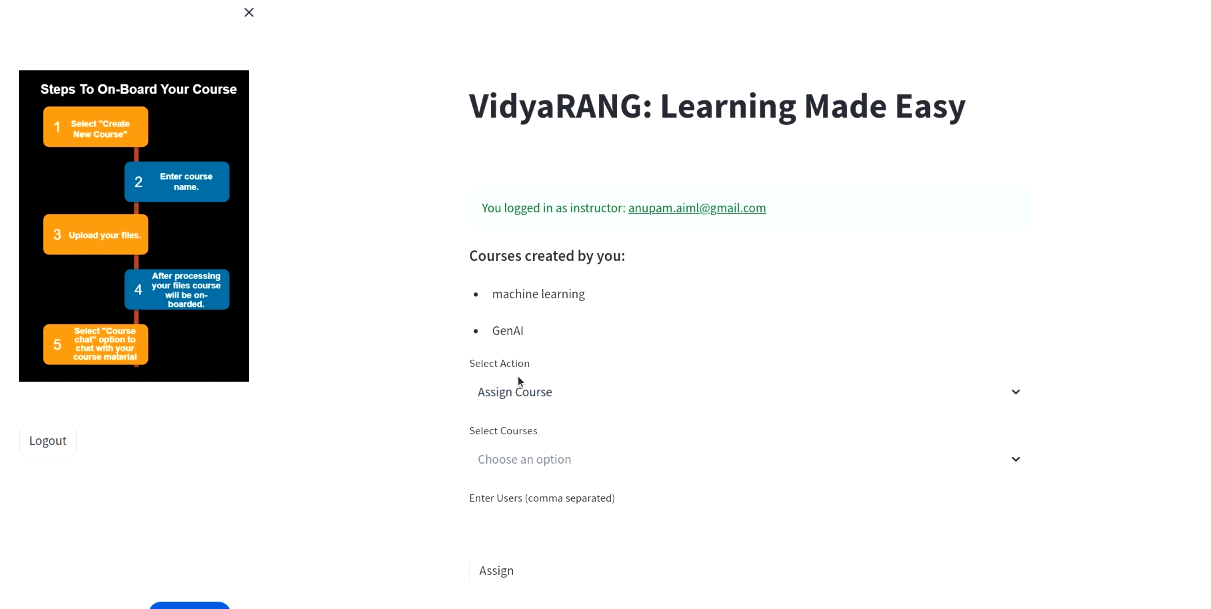 Steps To On-Board Your Course
1 Select "Create
New Course"
2 Enter course
name.
3 Upload your files.
4 After processing
your files course
will be on-
boarded.
5 Select "Course
chat" option to
chat with your
course material
Logout
VidyaRANG: Learning Made Easy
You logged in as instructor: anupam.aiml@gmail.com
Courses created by you:
machine learning
GenAI
Select Action
Assign Course
Select Courses
Choose an option
Enter Users (comma separated)
Assign